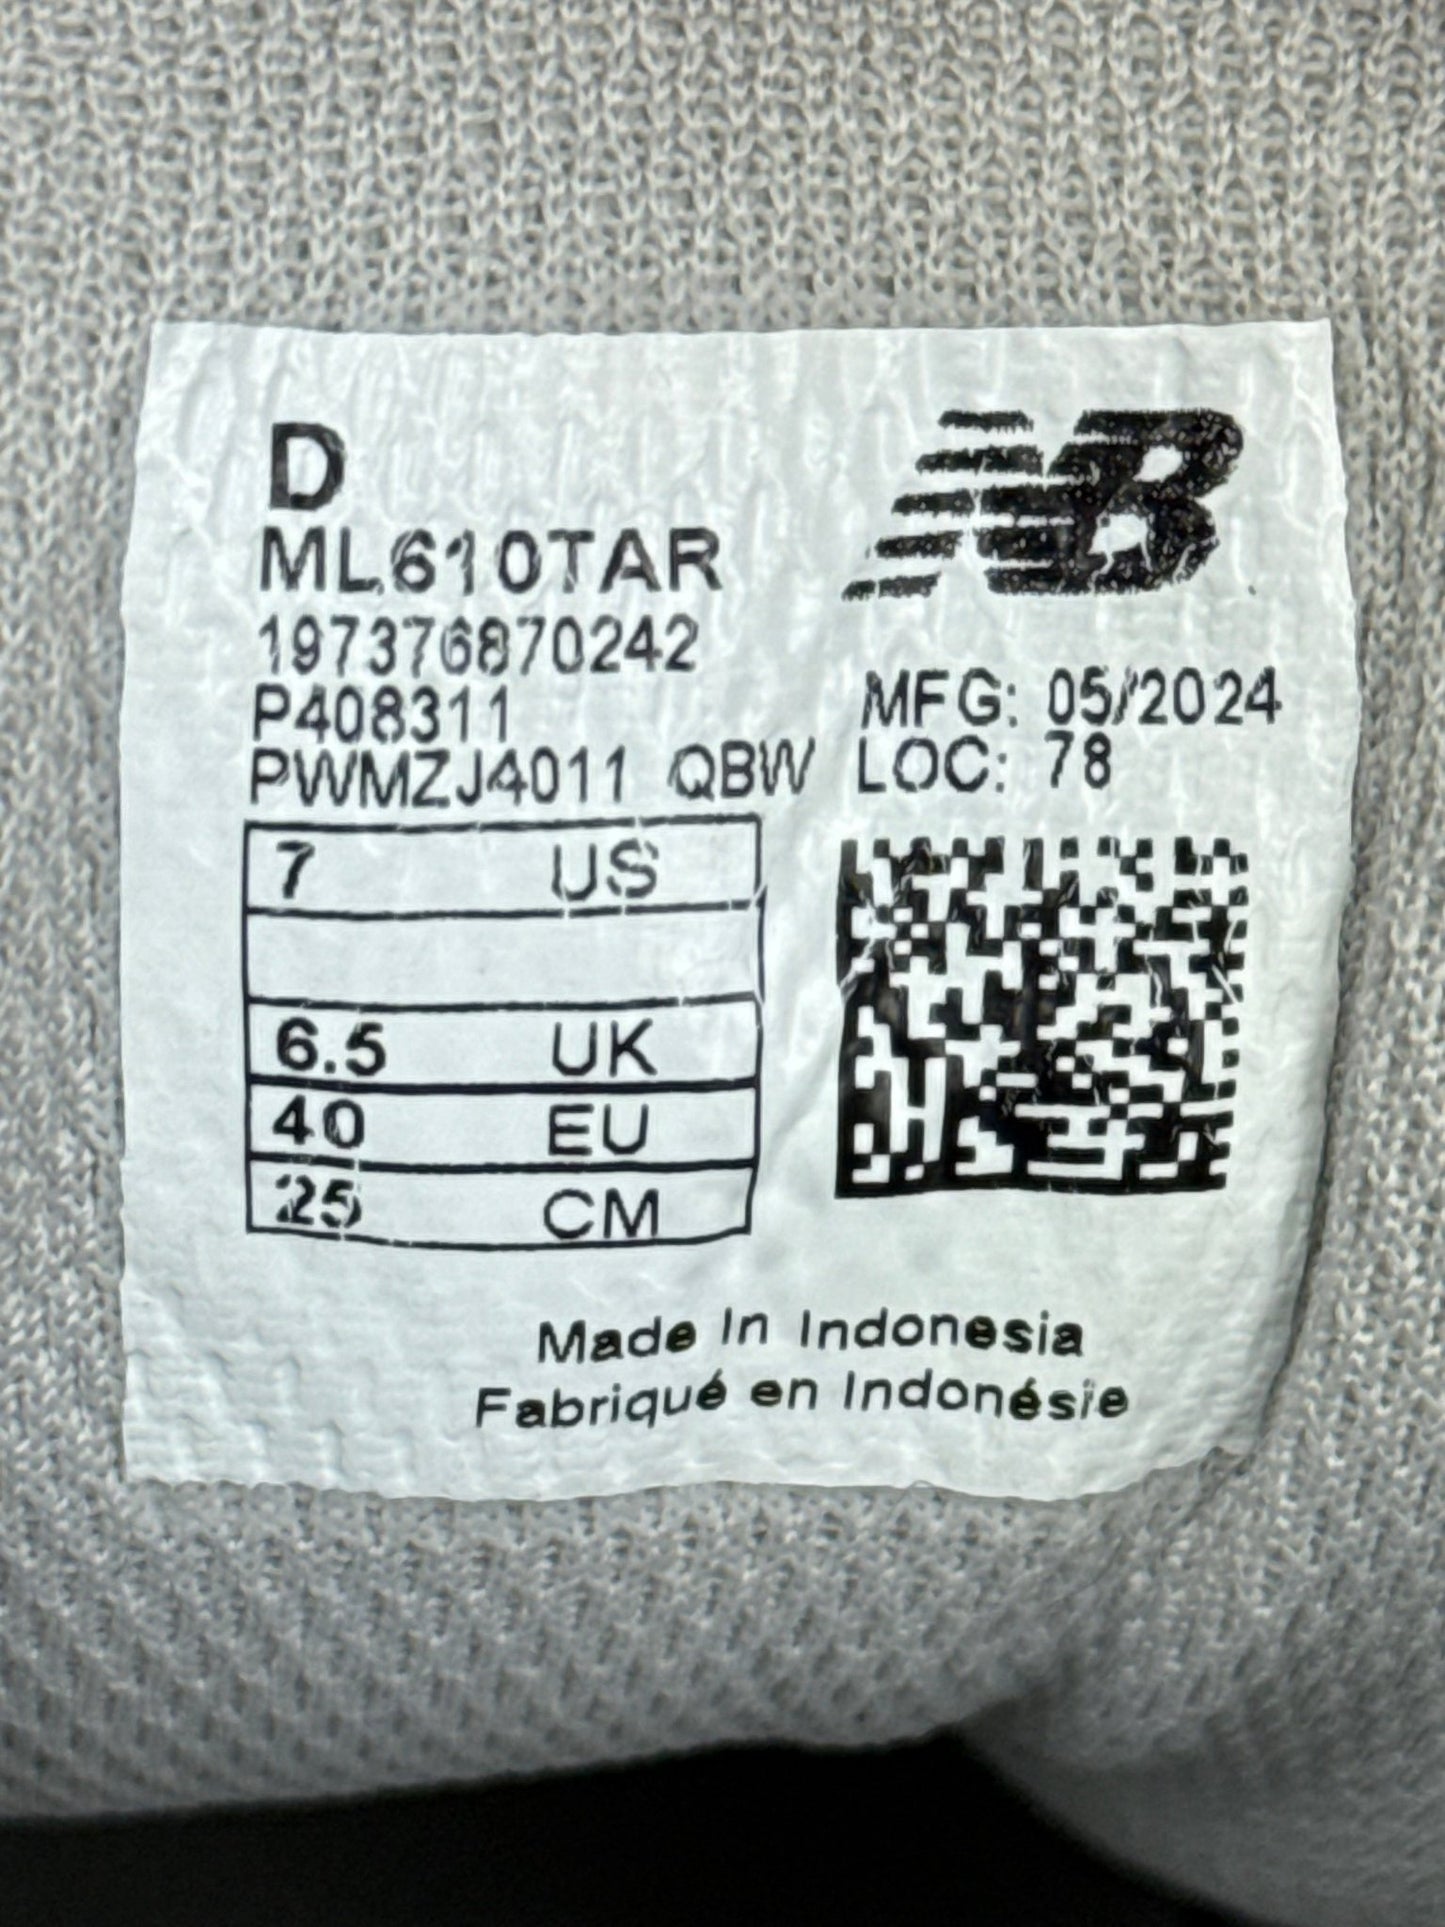 D
NB
ML610TAR
197376870242
P408311
PWMZJ4011 QBW
MFG: 05/2024
LOC: 78
7 US
6.5 UK
40 EU
25 CM
Made In Indonesia
Fabriqué en Indonésie